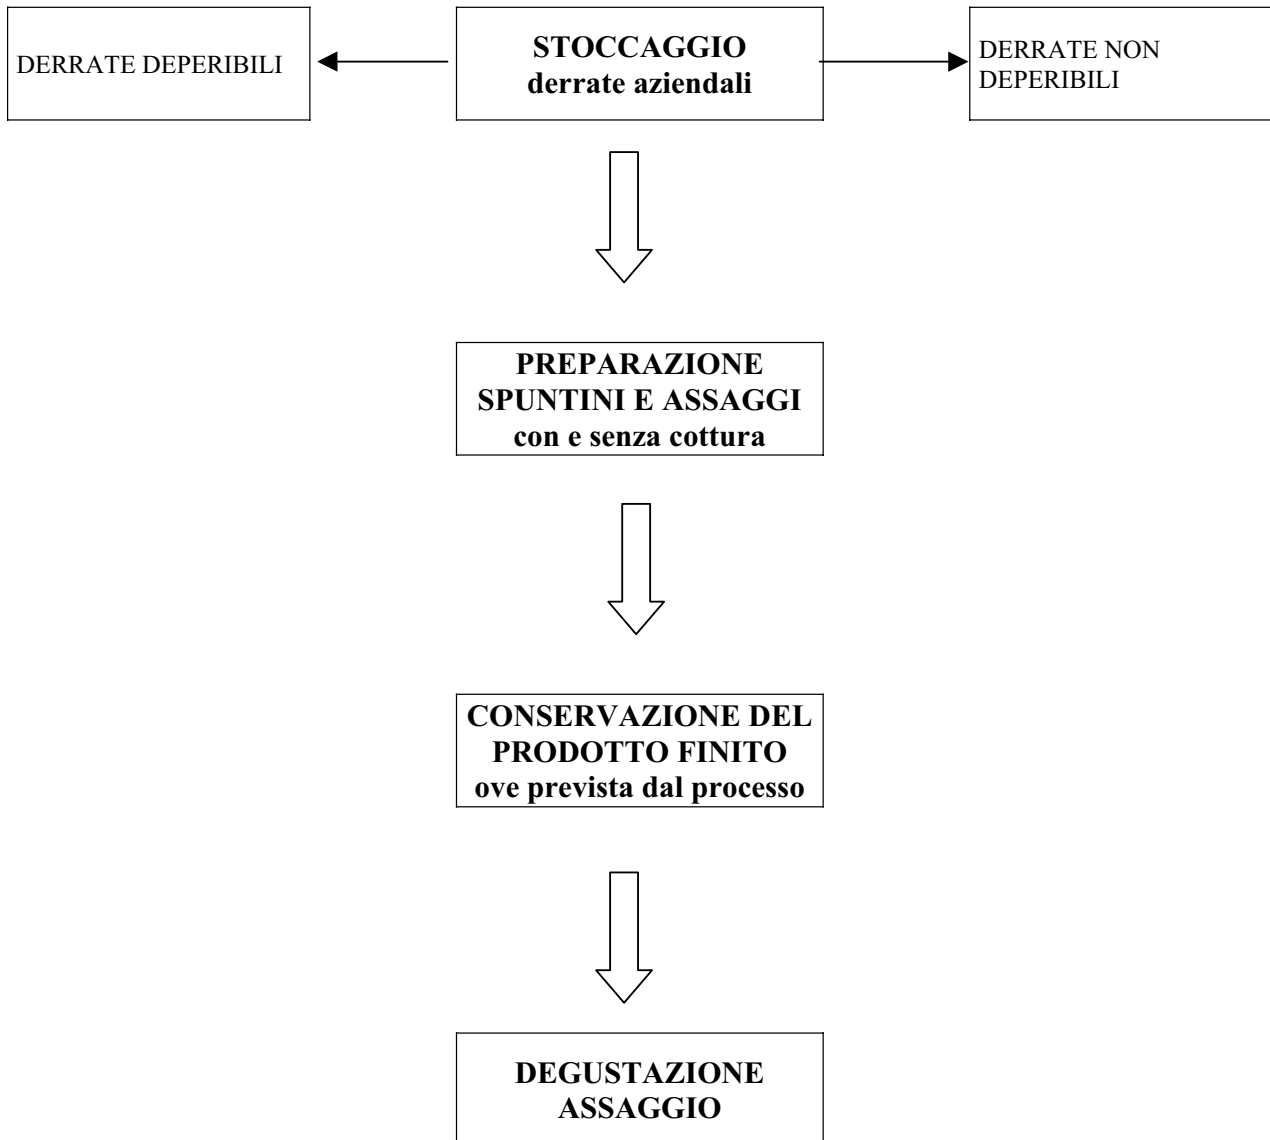 DERRATE DEPERIBILI
STOCCAGGIO
derrate aziendali
DERRATE NON
DEPERIBILI
PREPARAZIONE
SPUNTINI E ASSAGGI
con e senza cottura
CONSERVAZIONE DEL
PRODOTTO FINITO
ove prevista dal processo
DEGUSTAZIONE
ASSAGGIO